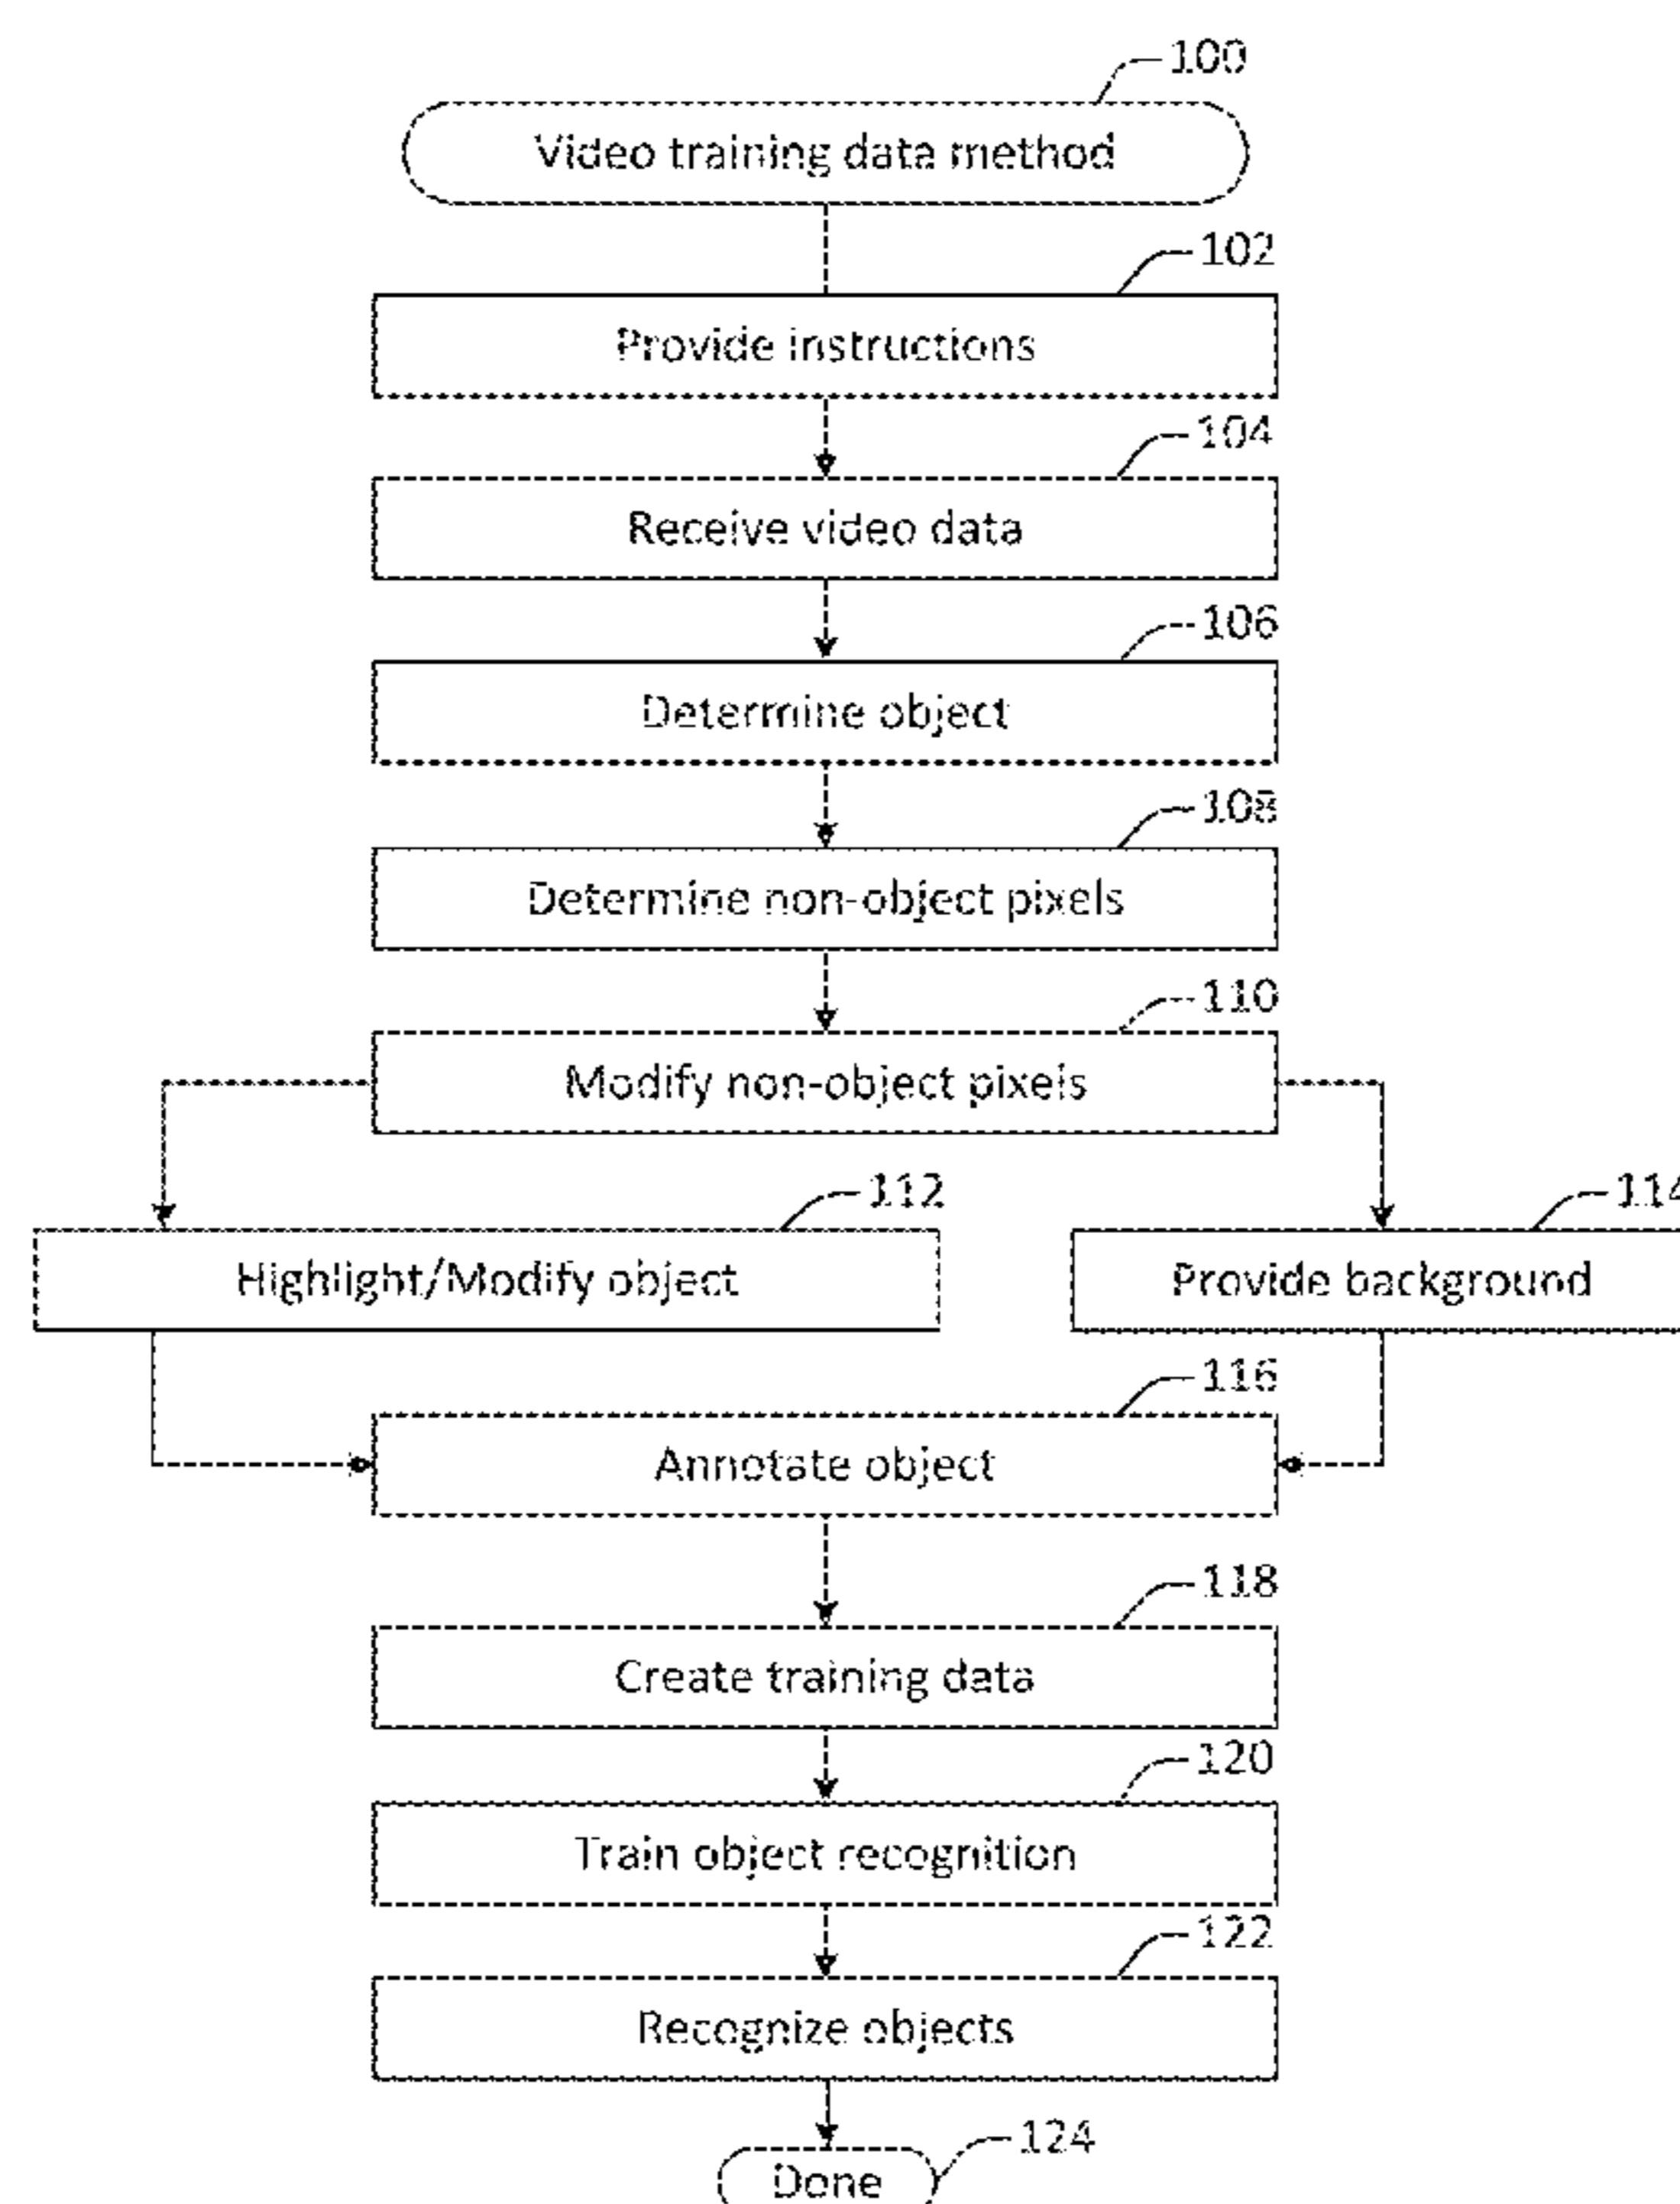 100
Video training data method
102
Provide instructions
104
Receive video data
106
Determine object
108
Determine non-object pixels
110
Modify non-object pixels
112
114
Highlight/Modify object
Provide background
116
Annotate object
118
Create training data
120
Train object recognition
122
Recognize objects
124
Done